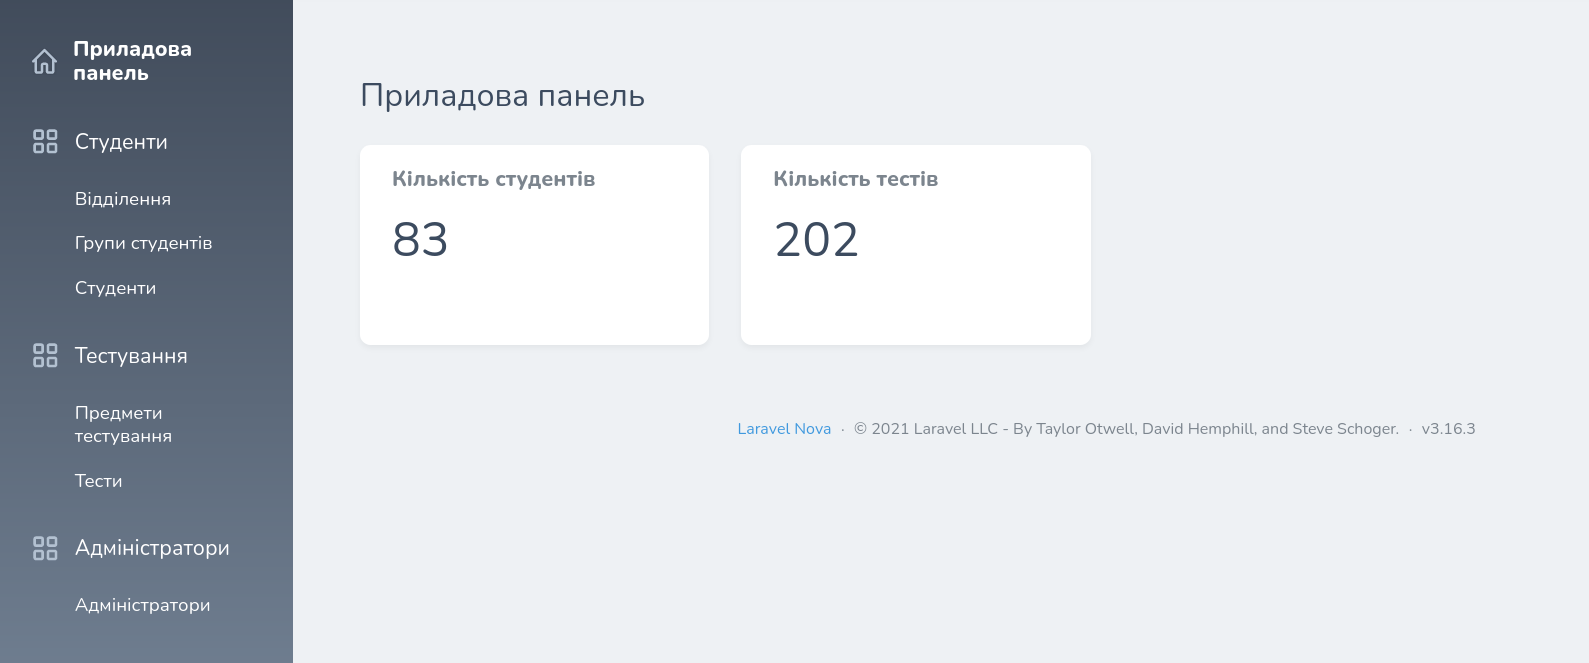 Приладова
панель
Студенти
Відділення
Групи студентів
Студенти
Тестування
Предмети
тестування
Тести
Адміністратори
Адміністратори
Приладова панель
Кількість студентів
83
Кількість тестів
202
Laravel Nova · © 2021 Laravel LLC - By Taylor Otwell, David Hemphill, and Steve Schoger. · v3.16.3